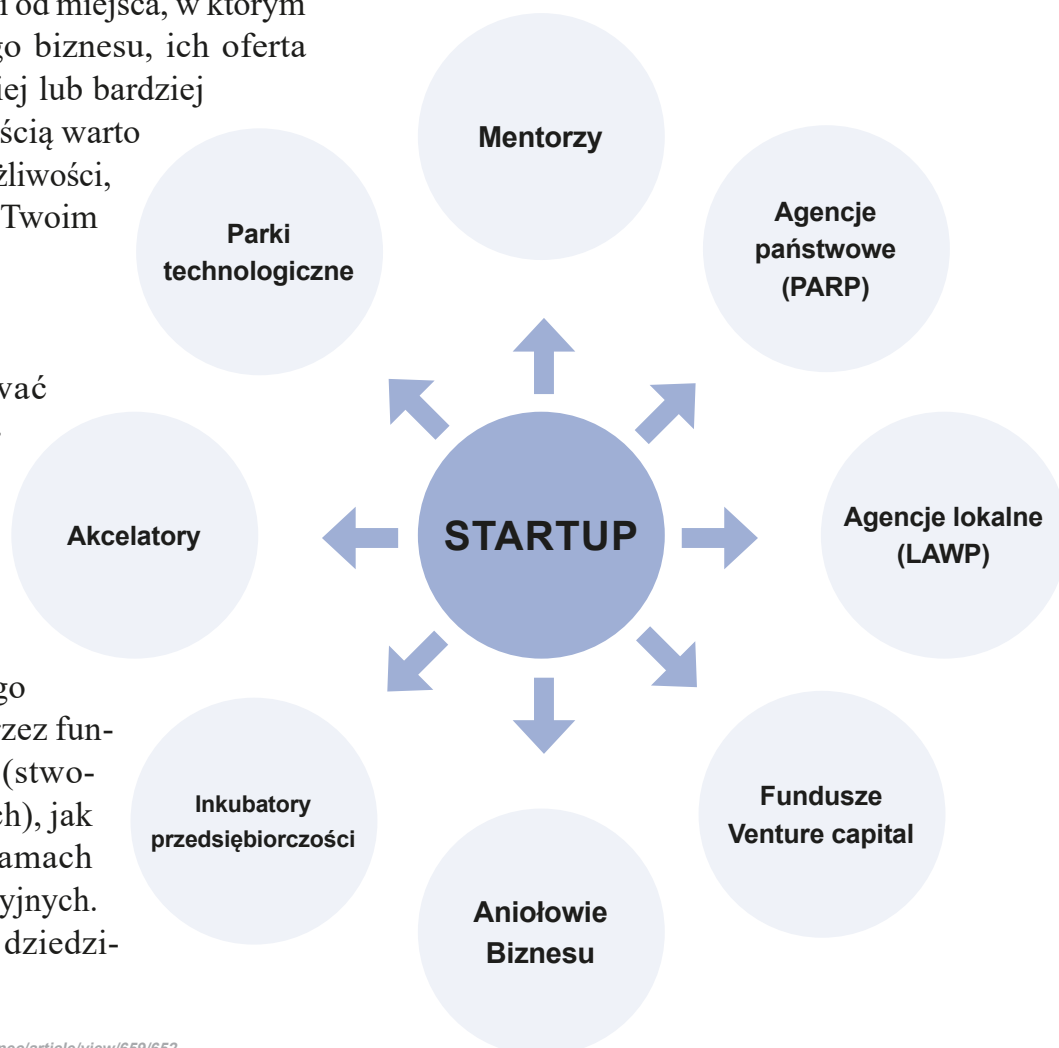 i od miejsca, w którym
go biznesu, ich oferta
iej lub bardziej
ścią warto
żliwości,
Twoim
wać
go
rzez fun-
(stwo-
ch), jak
amach
yjnych.
dziedzi-
Mentorzy
Agencje
państwowe
(PARP)
Agencje lokalne
(LAWP)
Fundusze
Venture capital
Aniołowie
Biznesu
Inkubatory
przedsiębiorczości
Akcelatory
Parki
technologiczne
STARTUP